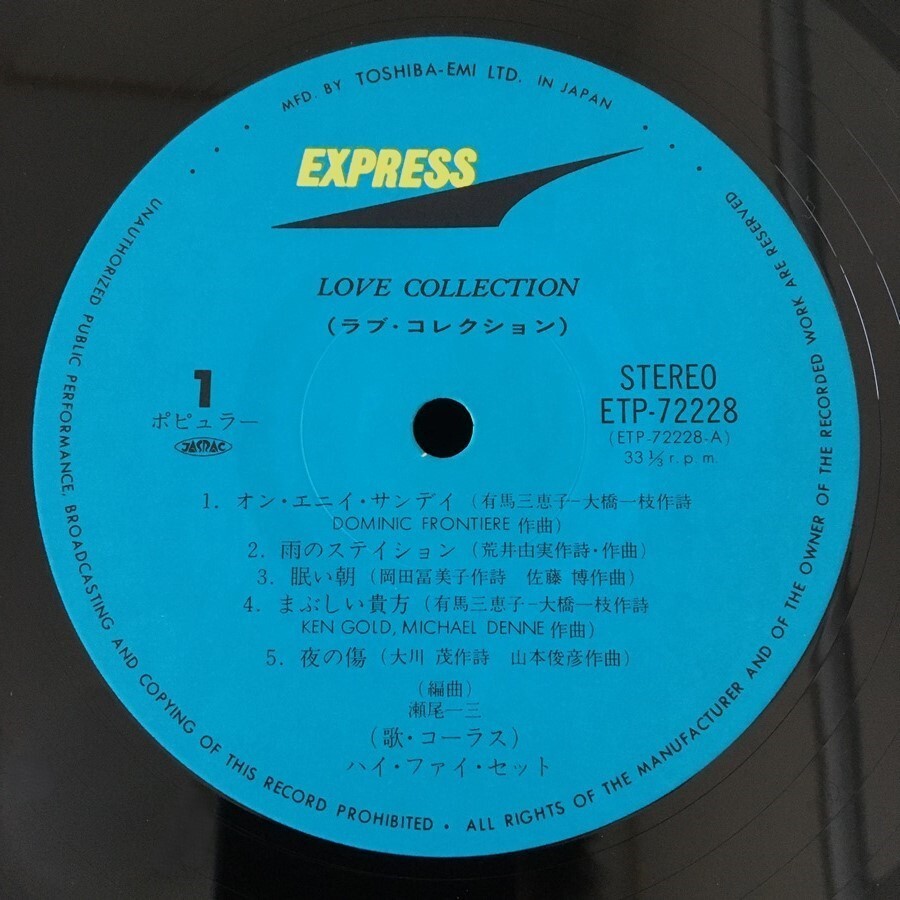 MFD. BY TOSHIBA-EMI LTD. IN JAPAN
EXPRESS
LOVE COLLECTION
(ラブ・コレクション)
1
ポピュラー
JASRAC
STEREO
ETP-72228
(ETP-72228-A)
33⅓ r.p.m.
1. オン・エニイ・サンデイ (有馬三恵子–大橋一枝作詩
DOMINIC FRONTIERE 作曲)
2. 雨のステイション (荒井由実作詩・作曲)
3. 眠い朝 (岡田冨美子作詩 佐藤 博作曲)
4. まぶしい貴方 (有馬三恵子–大橋一枝作詩
KEN GOLD, MICHAEL DENNE 作曲)
5. 夜の傷 (大川 茂作詩 山本俊彦作曲)
(編曲)
瀬尾一三
(歌・コーラス)
ハイ・ファイ・セット
UNAUTHORIZED PUBLIC PERFORMANCE, BROADCASTING AND COPYING OF THIS RECORD PROHIBITED • ALL RIGHTS OF THE MANUFACTURER AND OF THE OWNER OF THE RECORDED WORK ARE RESERVED